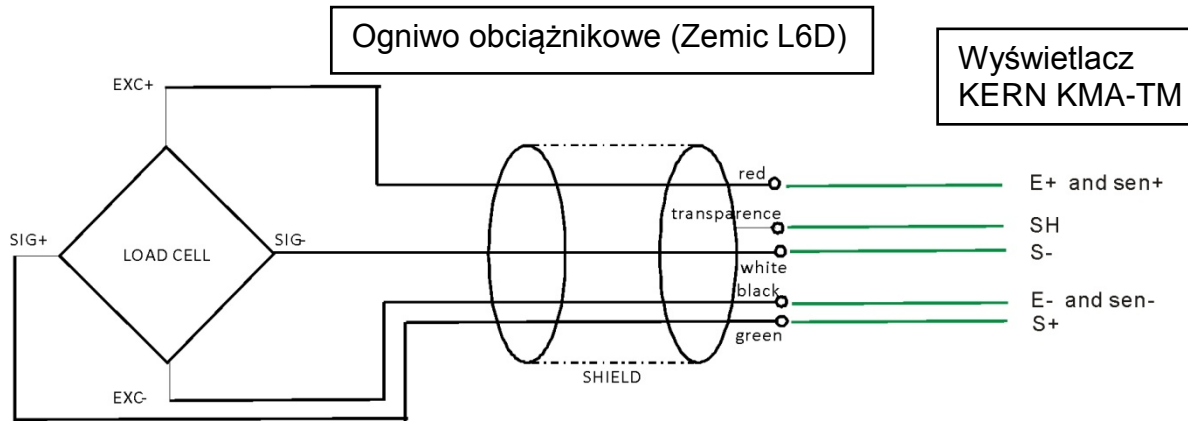 Ogniwo obciążnikowe (Zemic L6D)
Wyświetlacz
KERN KMA-TM
EXC+
red
E+ and sen+
transparence
SH
SIG+
LOAD CELL
SIG-
S-
white
black
E- and sen-
S+
green
SHIELD
EXC-